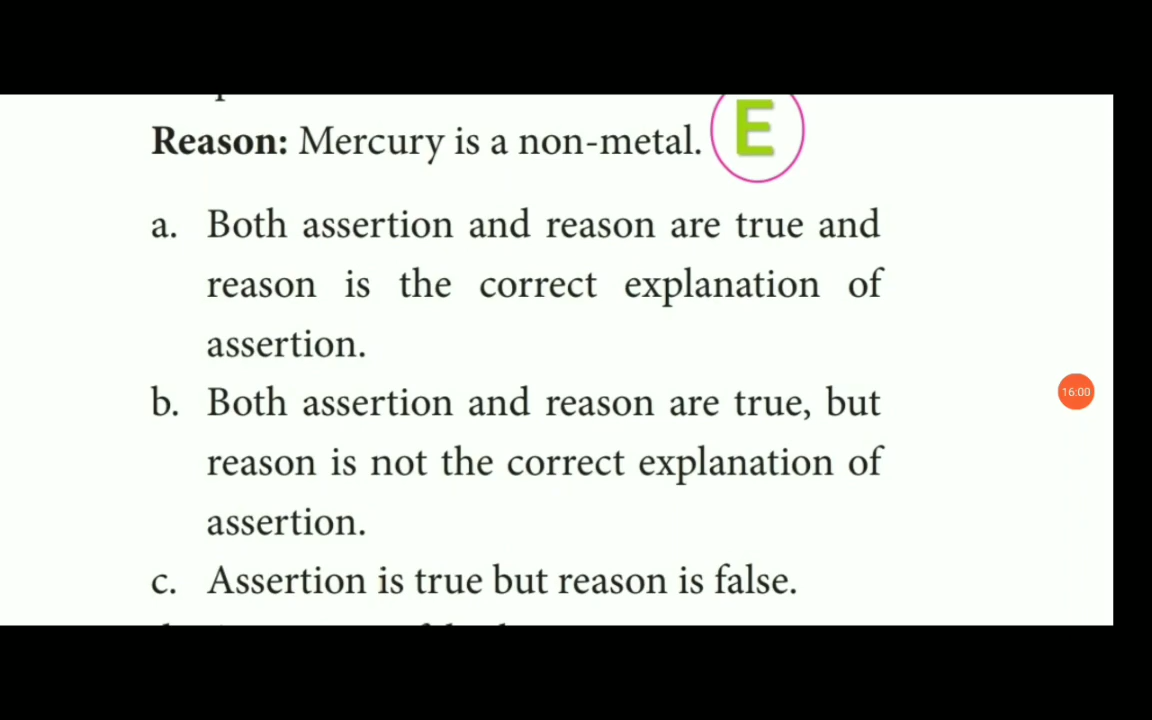 Reason: Mercury is a non-metal.
E
a. Both assertion and reason are true and
reason is the correct explanation of
assertion.
b. Both assertion and reason are true, but
reason is not the correct explanation of
assertion.
c. Assertion is true but reason is false.
16:00